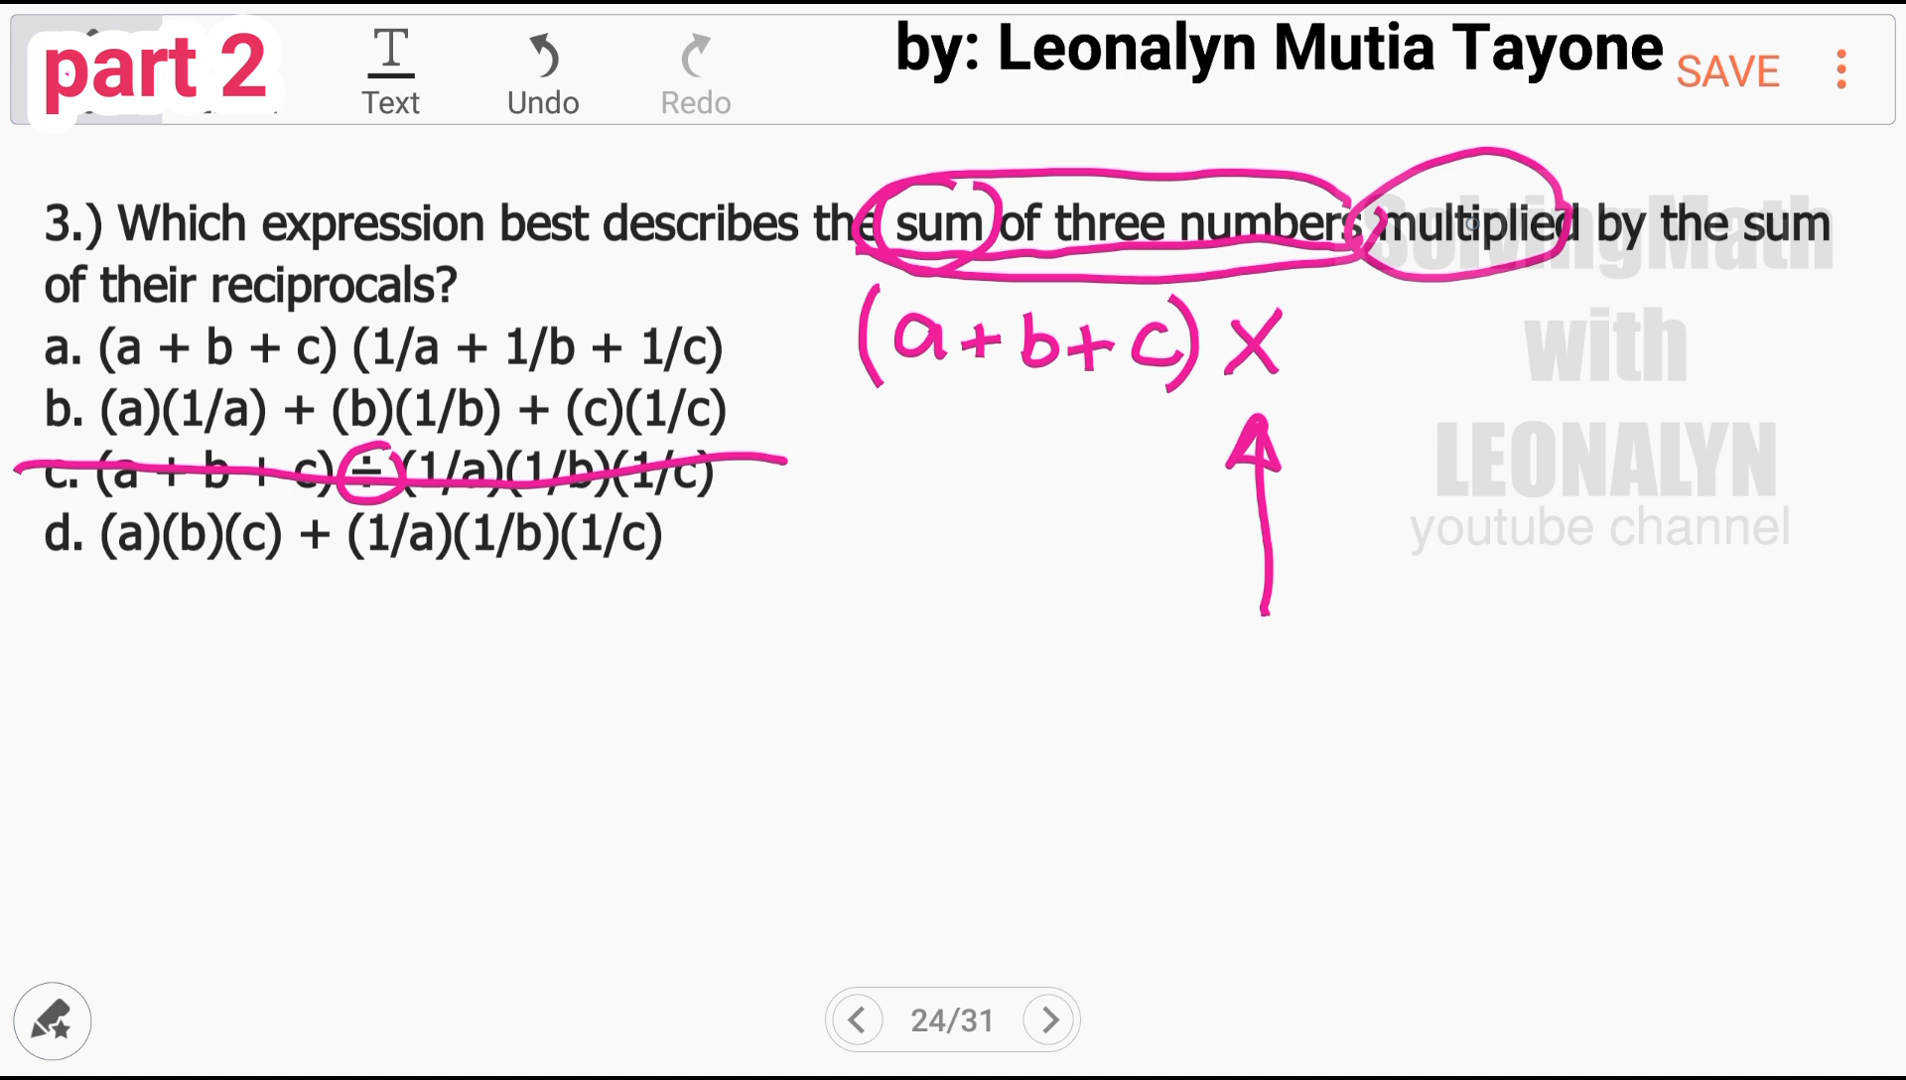 part 2
T
Text
Undo
Redo
by: Leonalyn Mutia Tayone
SAVE
3.) Which expression best describes the sum of three numbers multiplied by the sum
of their reciprocals?
a. (a + b + c) (1/a + 1/b + 1/c)
b. (a)(1/a) + (b)(1/b) + (c)(1/c)
c. (a + b + c) ÷ (1/a)(1/b)(1/c)
d. (a)(b)(c) + (1/a)(1/b)(1/c)
(a+b+c) X
SolvingMath
with
LEONALYN
youtube channel
24/31